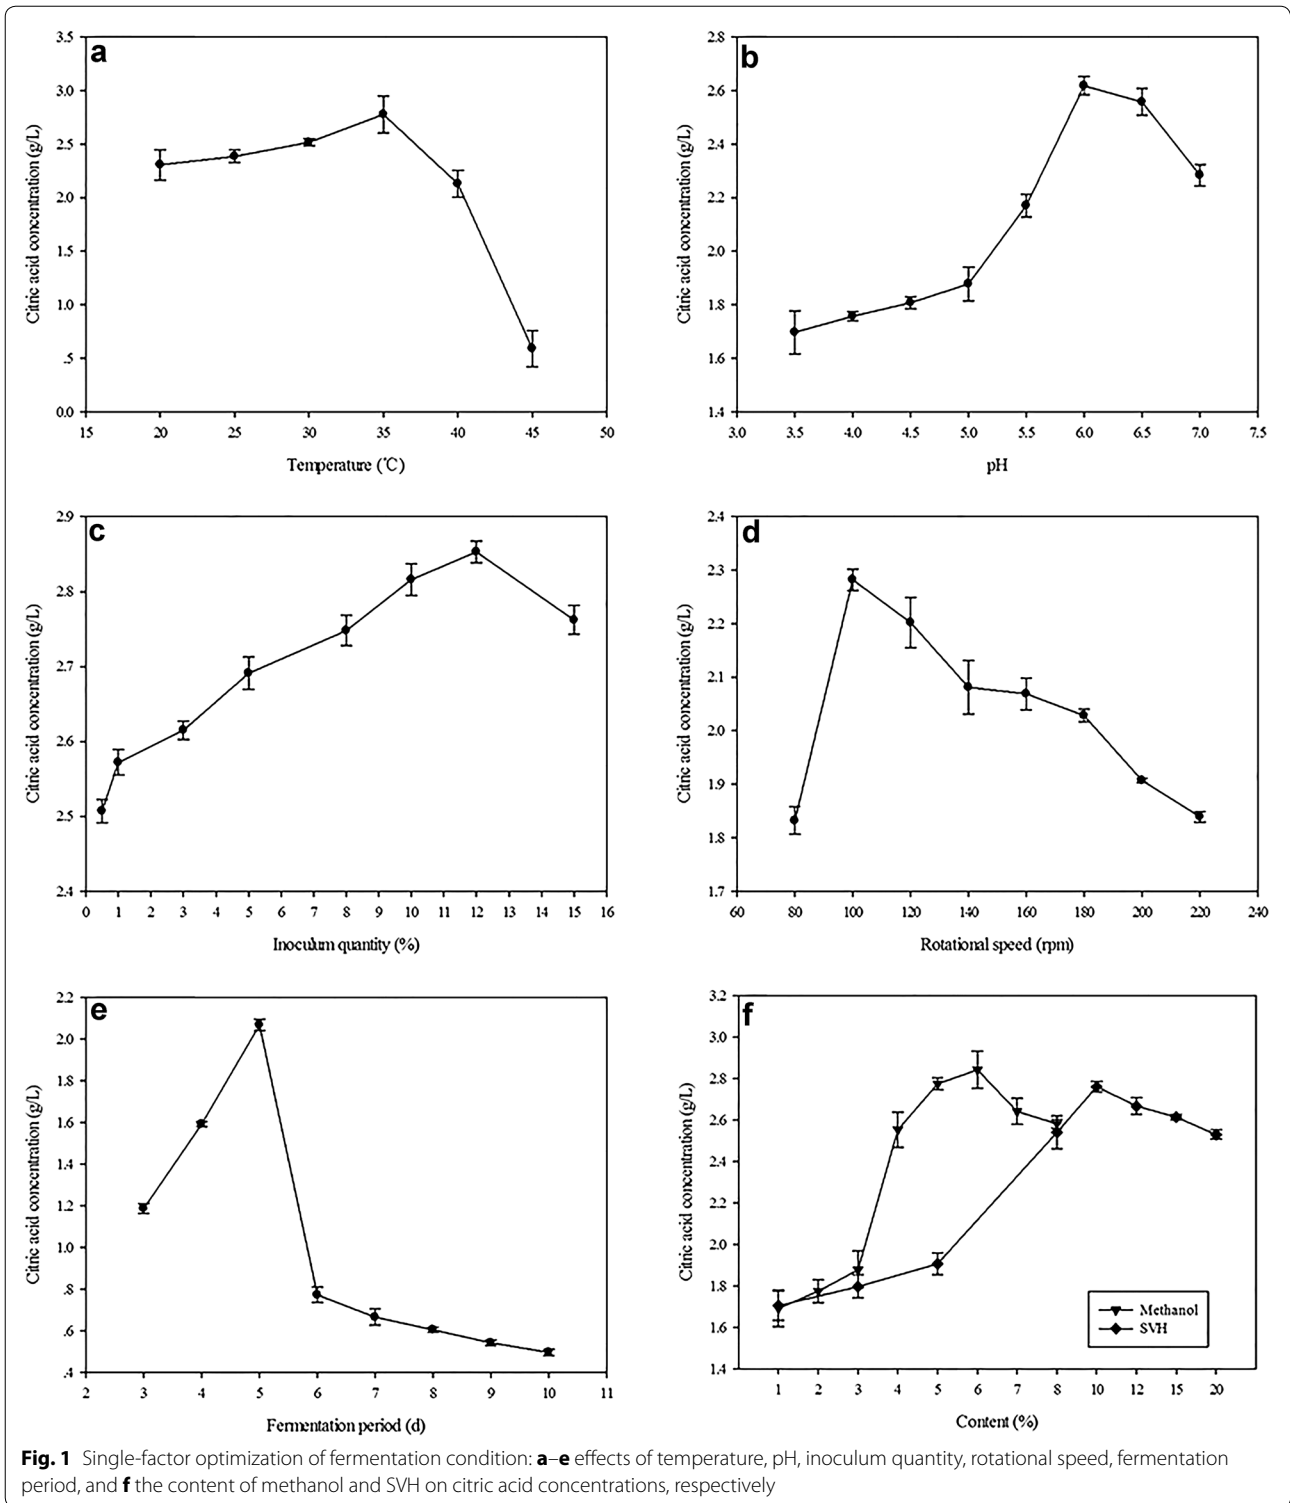 a
3.5
3.0
2.5
2.0
1.5
1.0
.5
0.0
Citric acid concentration (g/L)
15 20 25 30 35 40 45 50
Temperature (℃)
b
2.8
2.6
2.4
2.2
2.0
1.8
1.6
1.4
Citric acid concentration (g/L)
3.0 3.5 4.0 4.5 5.0 5.5 6.0 6.5 7.0 7.5
pH
c
2.9
2.8
2.7
2.6
2.5
2.4
Citric acid concentration (g/L)
0 1 2 3 4 5 6 7 8 9 10 11 12 13 14 15 16
Inoculum quantity (%)
d
2.4
2.3
2.2
2.1
2.0
1.9
1.8
1.7
Citric acid concentration (g/L)
60 80 100 120 140 160 180 200 220 240
Rotational speed (rpm)
e
2.2
2.0
1.8
1.6
1.4
1.2
1.0
.8
.6
.4
Citric acid concentration (g/L)
2 3 4 5 6 7 8 9 10 11
Fermentation period (d)
f
3.2
3.0
2.8
2.6
2.4
2.2
2.0
1.8
1.6
1.4
Citric acid concentration (g/L)
Methanol
SVH
1 2 3 4 5 6 7 8 10 12 15 20
Content (%)
Fig. 1 Single-factor optimization of fermentation condition: a–e effects of temperature, pH, inoculum quantity, rotational speed, fermentation
period, and f the content of methanol and SVH on citric acid concentrations, respectively